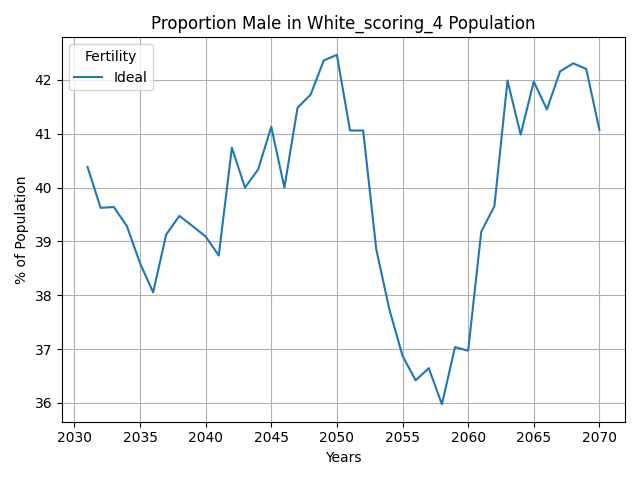 Proportion Male in White_scoring_4 Population
Fertility
Ideal
% of Population
42
41
40
39
38
37
36
2030 2035 2040 2045 2050 2055 2060 2065 2070
Years